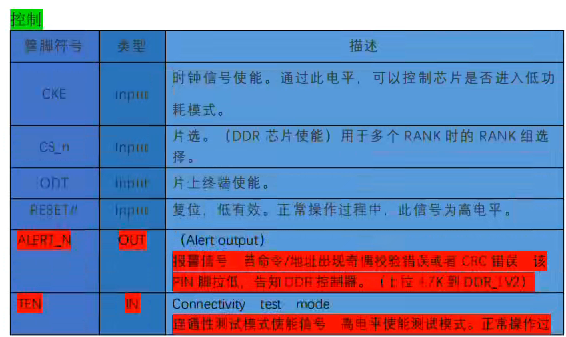 控制
管脚符号 类型 描述
CKE Input 时钟信号使能。通过此电平,可以控制芯片是否进入低功
耗模式。
CS_n Input 片选。(DDR 芯片使能)用于多个 RANK 时的 RANK 组选
择。
ODT Input 片上终端使能。
RESET# Input 复位,低有效。正常操作过程中,此信号为高电平。
ALERT_N OUT (Alert output)
报警信号 若命令/地址出现奇偶校验错误或者 CRC 错误 该
PIN 脚拉低,告知 DDR 控制器。(上拉 4.7K 到 DDR_1V2)
TEN IN Connectivity test mode
连通性测试模式使能信号 高电平使能测试模式。正常操作过